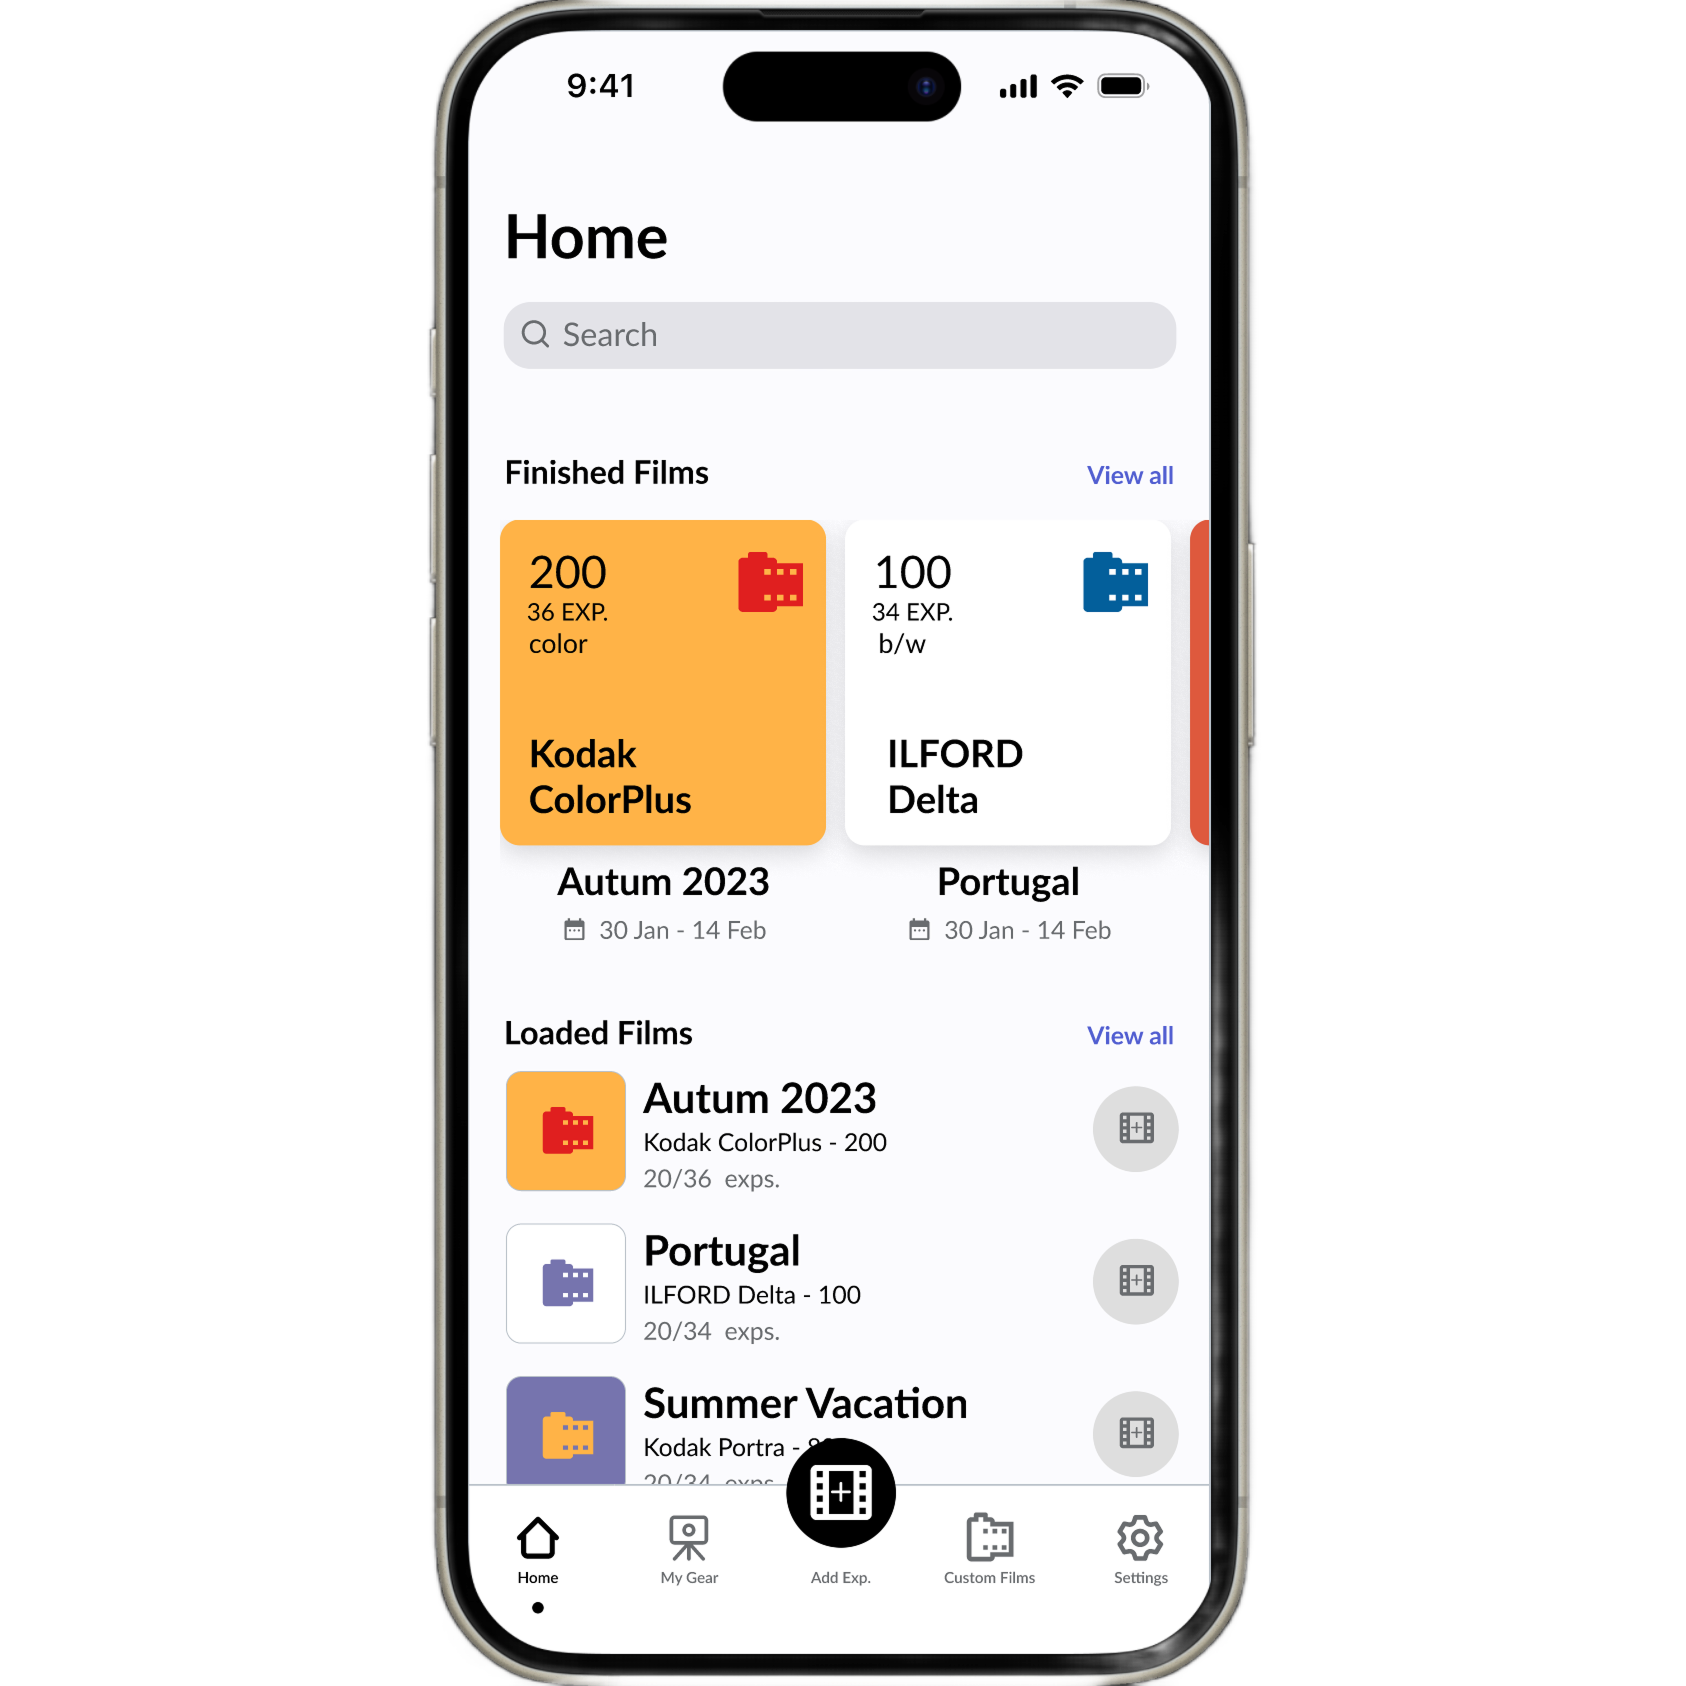 9:41
Home
Search
Finished Films
View all
200
36 EXP.
color
Kodak
ColorPlus
100
34 EXP.
b/w
ILFORD
Delta
Autum 2023
30 Jan - 14 Feb
Portugal
30 Jan - 14 Feb
Loaded Films
View all
Autum 2023
Kodak ColorPlus - 200
20/36 exps.
Portugal
ILFORD Delta - 100
20/34 exps.
Summer Vacation
Kodak Portra -
20/34 exps
Home
My Gear
Add Exp.
Custom Films
Settings